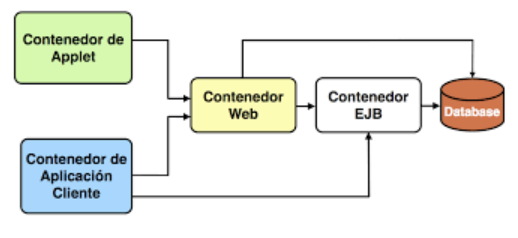 Contenedor de
Applet
Contenedor
Web
Contenedor
EJB
Database
Contenedor de
Aplicación
Cliente